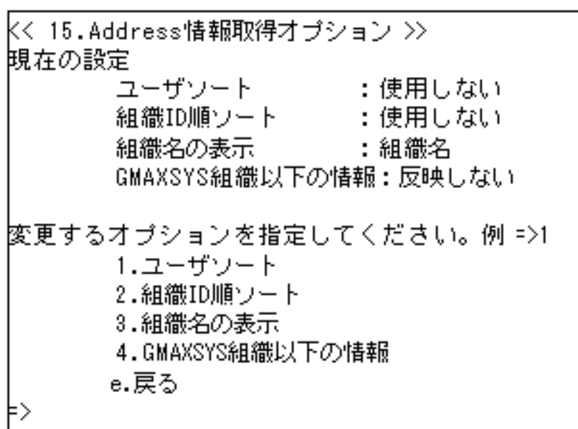 << 15.Address情報取得オプション >>
現在の設定
ユーザソート　　　　：使用しない
組織ID順ソート　　　：使用しない
組織名の表示　　　　：組織名
GMAXSYS組織以下の情報：反映しない
変更するオプションを指定してください。例 =>1
1.ユーザソート
2.組織ID順ソート
3.組織名の表示
4.GMAXSYS組織以下の情報
e.戻る
=>